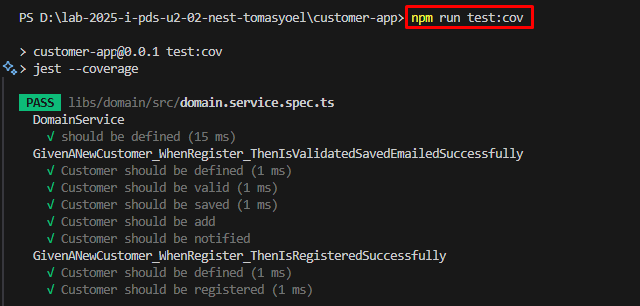 PS D:\lab-2025-i-pds-u2-02-nest-tomasyoel\customer-app> npm run test:cov
> customer-app@0.0.1 test:cov
> jest --coverage
PASS libs/domain/src/domain.service.spec.ts
DomainService
√ should be defined (15 ms)
GivenANewCustomer_WhenRegister_ThenIsValidatedSavedEmailedSuccessfully
√ Customer should be defined (1 ms)
√ Customer should be valid (1 ms)
√ Customer should be saved (1 ms)
√ Customer should be add
√ Customer should be notified
GivenANewCustomer_WhenRegister_ThenIsRegisteredSuccessfully
√ Customer should be defined (1 ms)
√ Customer should be registered (1 ms)